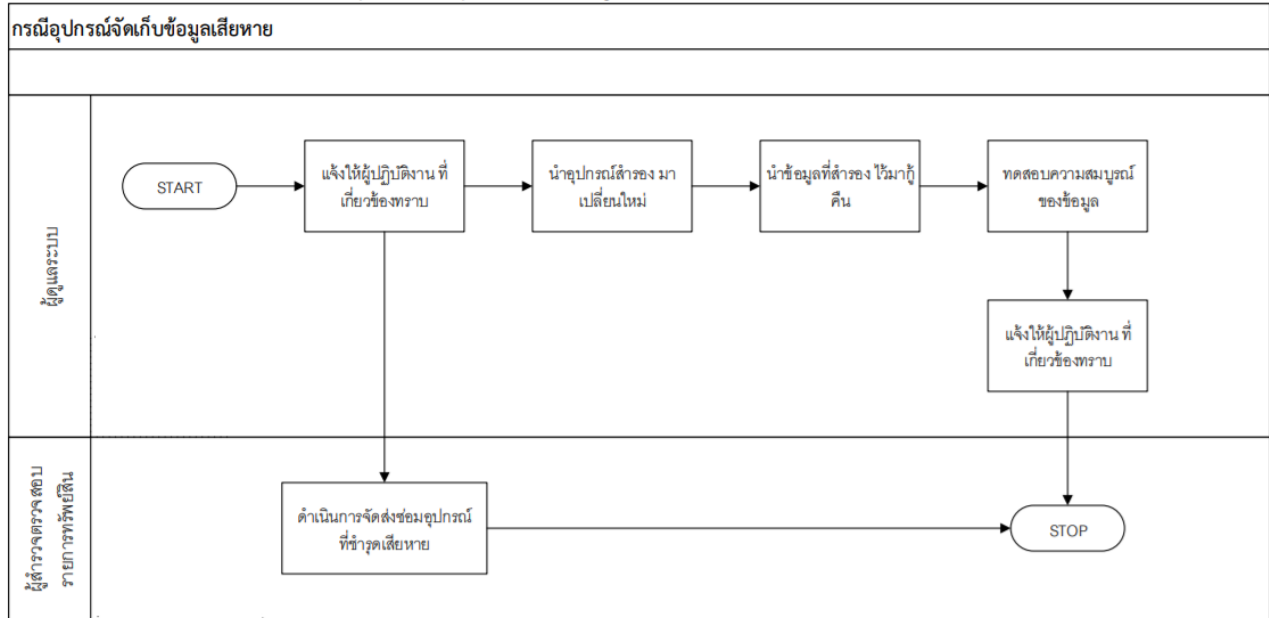 กรณีอุปกรณ์จัดเก็บข้อมูลเสียหาย
ผู้ดูแลระบบ
START
แจ้งให้ผู้ปฏิบัติงาน ที่
เกี่ยวข้องทราบ
นำอุปกรณ์สำรอง มา
เปลี่ยนใหม่
นำข้อมูลที่สำรอง ไว้มากู้
คืน
ทดสอบความสมบูรณ์
ของข้อมูล
แจ้งให้ผู้ปฏิบัติงาน ที่
เกี่ยวข้องทราบ
ผู้สำรวจตรวจสอบ
รายการทรัพย์สิน
ดำเนินการจัดส่งซ่อมอุปกรณ์
ที่ชำรุดเสียหาย
STOP